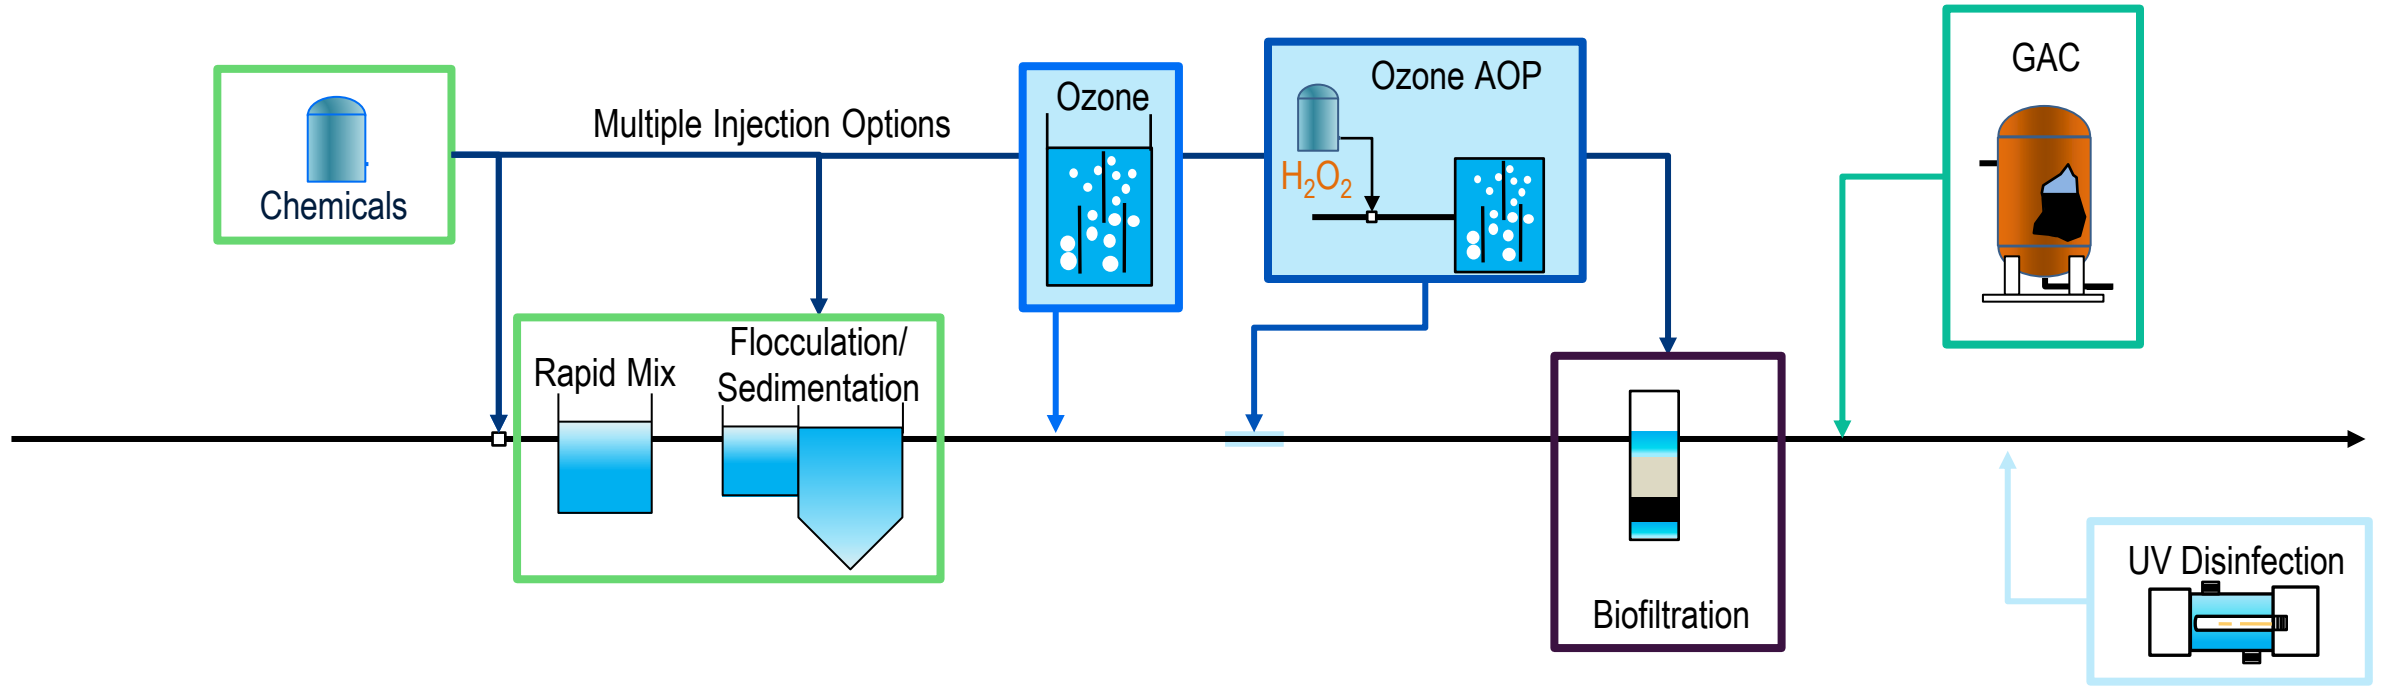 Chemicals
Multiple Injection Options
Ozone
Ozone AOP
H₂O₂
GAC
Rapid Mix
Flocculation/
Sedimentation
Biofiltration
UV Disinfection